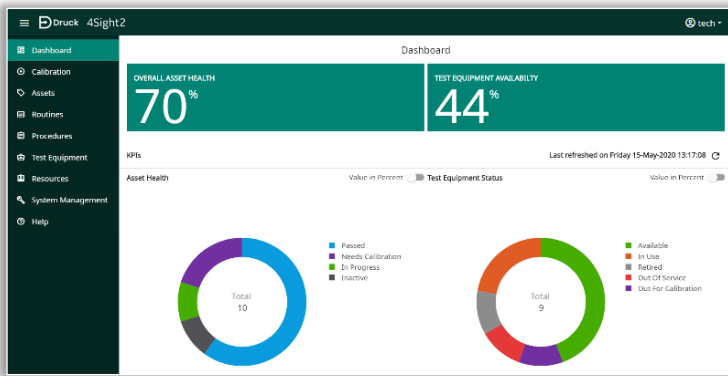 Druck 4Sight2
tech
Dashboard
Calibration
Assets
Routines
Procedures
Test Equipment
Resources
System Management
Help
Dashboard
OVERALL ASSET HEALTH
70%
TEST EQUIPMENT AVAILABILTY
44%
KPIs
Last refreshed on Friday 15-May-2020 13:17:08
Asset Health
Value in Percent
Test Equipment Status
Value in Percent
Total
10
Passed
Needs Calibration
In Progress
Inactive
Total
9
Available
In Use
Retired
Out Of Service
Out For Calibration